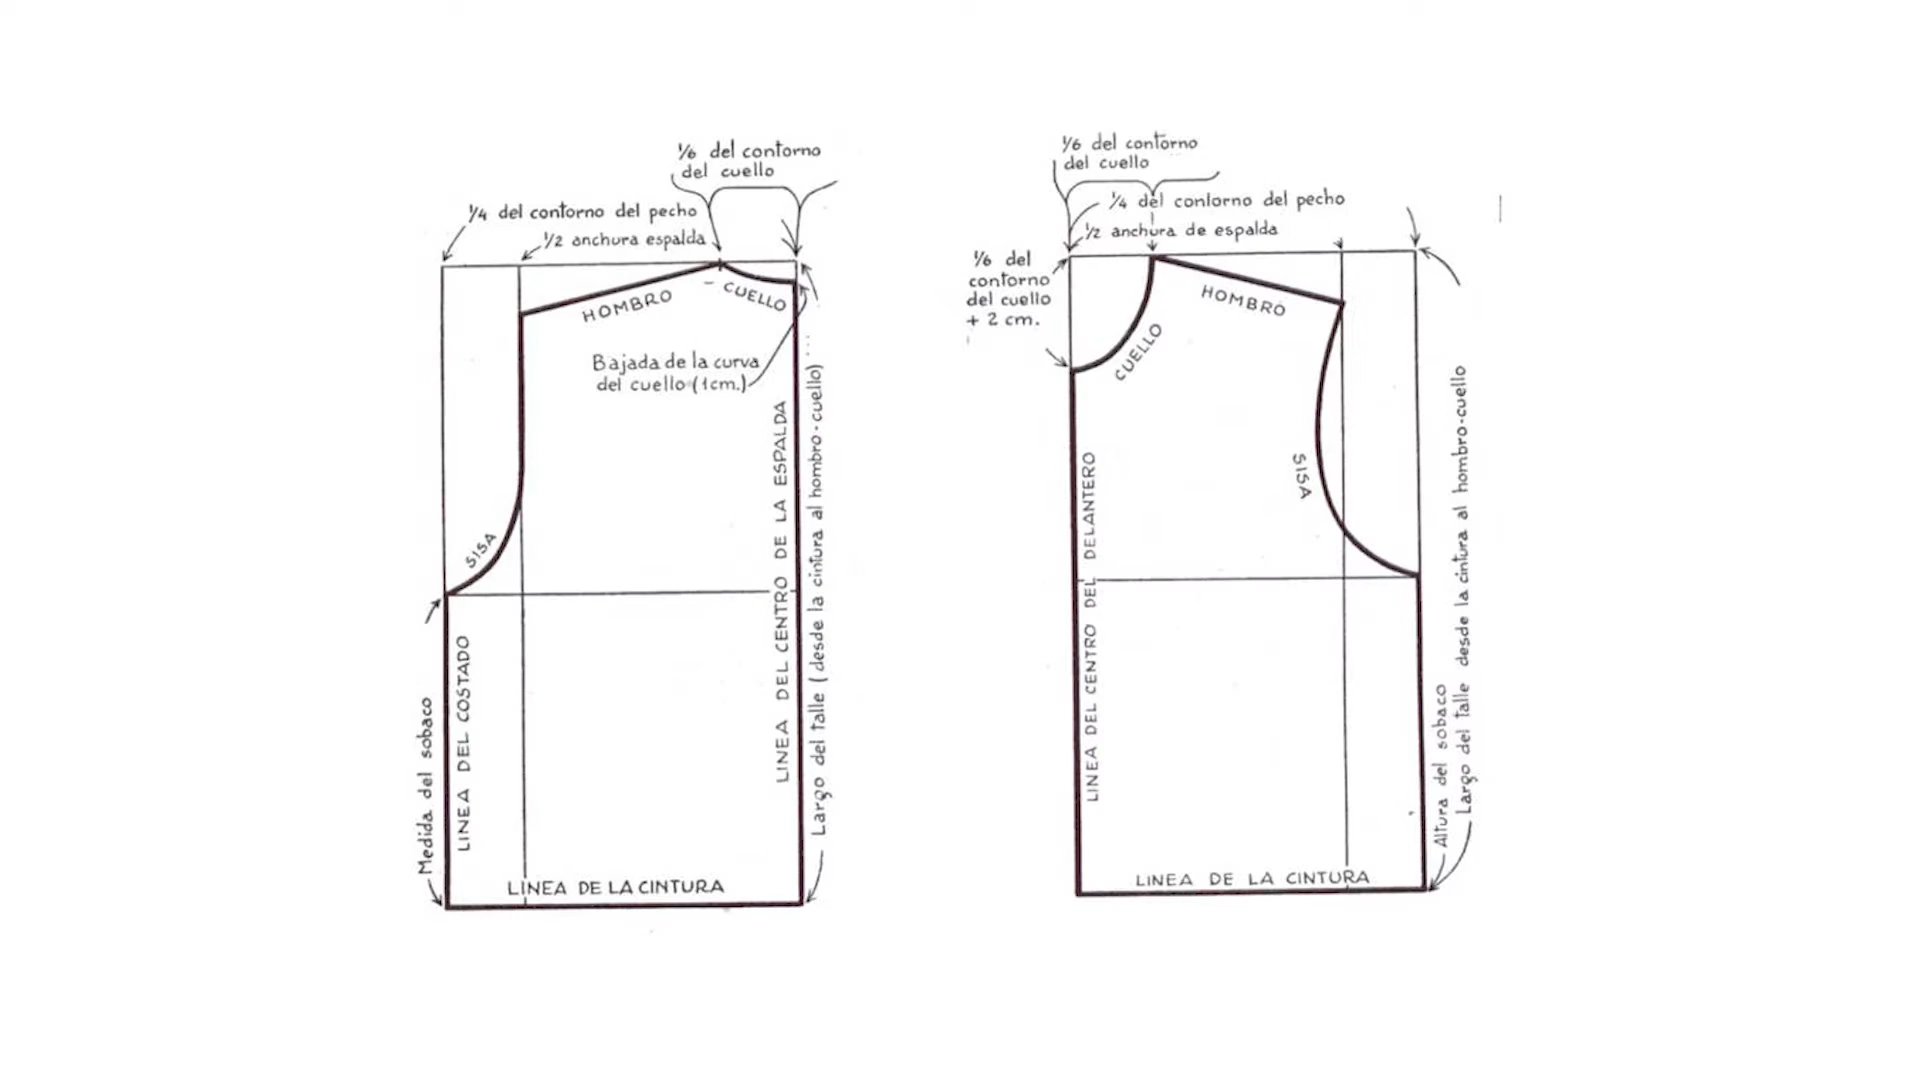 1/6 del contorno
del cuello
1/4 del contorno del pecho
1/2 anchura espalda
HOMBRO
CUELLO
Bajada de la curva
del cuello (1cm.)
SISA
LINEA DEL CENTRO DE LA ESPALDA
Largo del talle (desde la cintura al hombro-cuello)
Medida del sobaco
LINEA DEL COSTADO
LINEA DE LA CINTURA
1/6 del contorno
del cuello
1/4 del contorno del pecho
1/2 anchura de espalda
1/6 del
contorno
del cuello
+ 2 cm.
HOMBRO
CUELLO
SISA
LINEA DEL CENTRO DEL DELANTERO
Altura del sobaco
Largo del talle desde la cintura al hombro-cuello
LINEA DE LA CINTURA